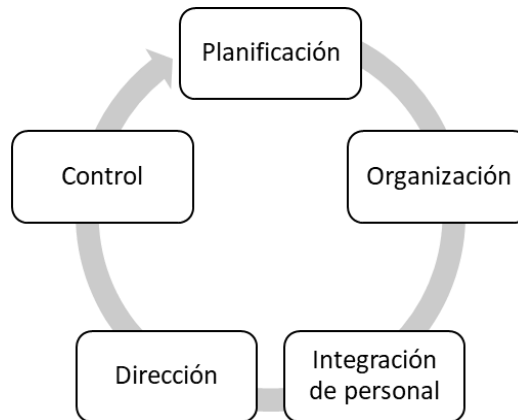 Planificación
Organización
Integración
de personal
Dirección
Control